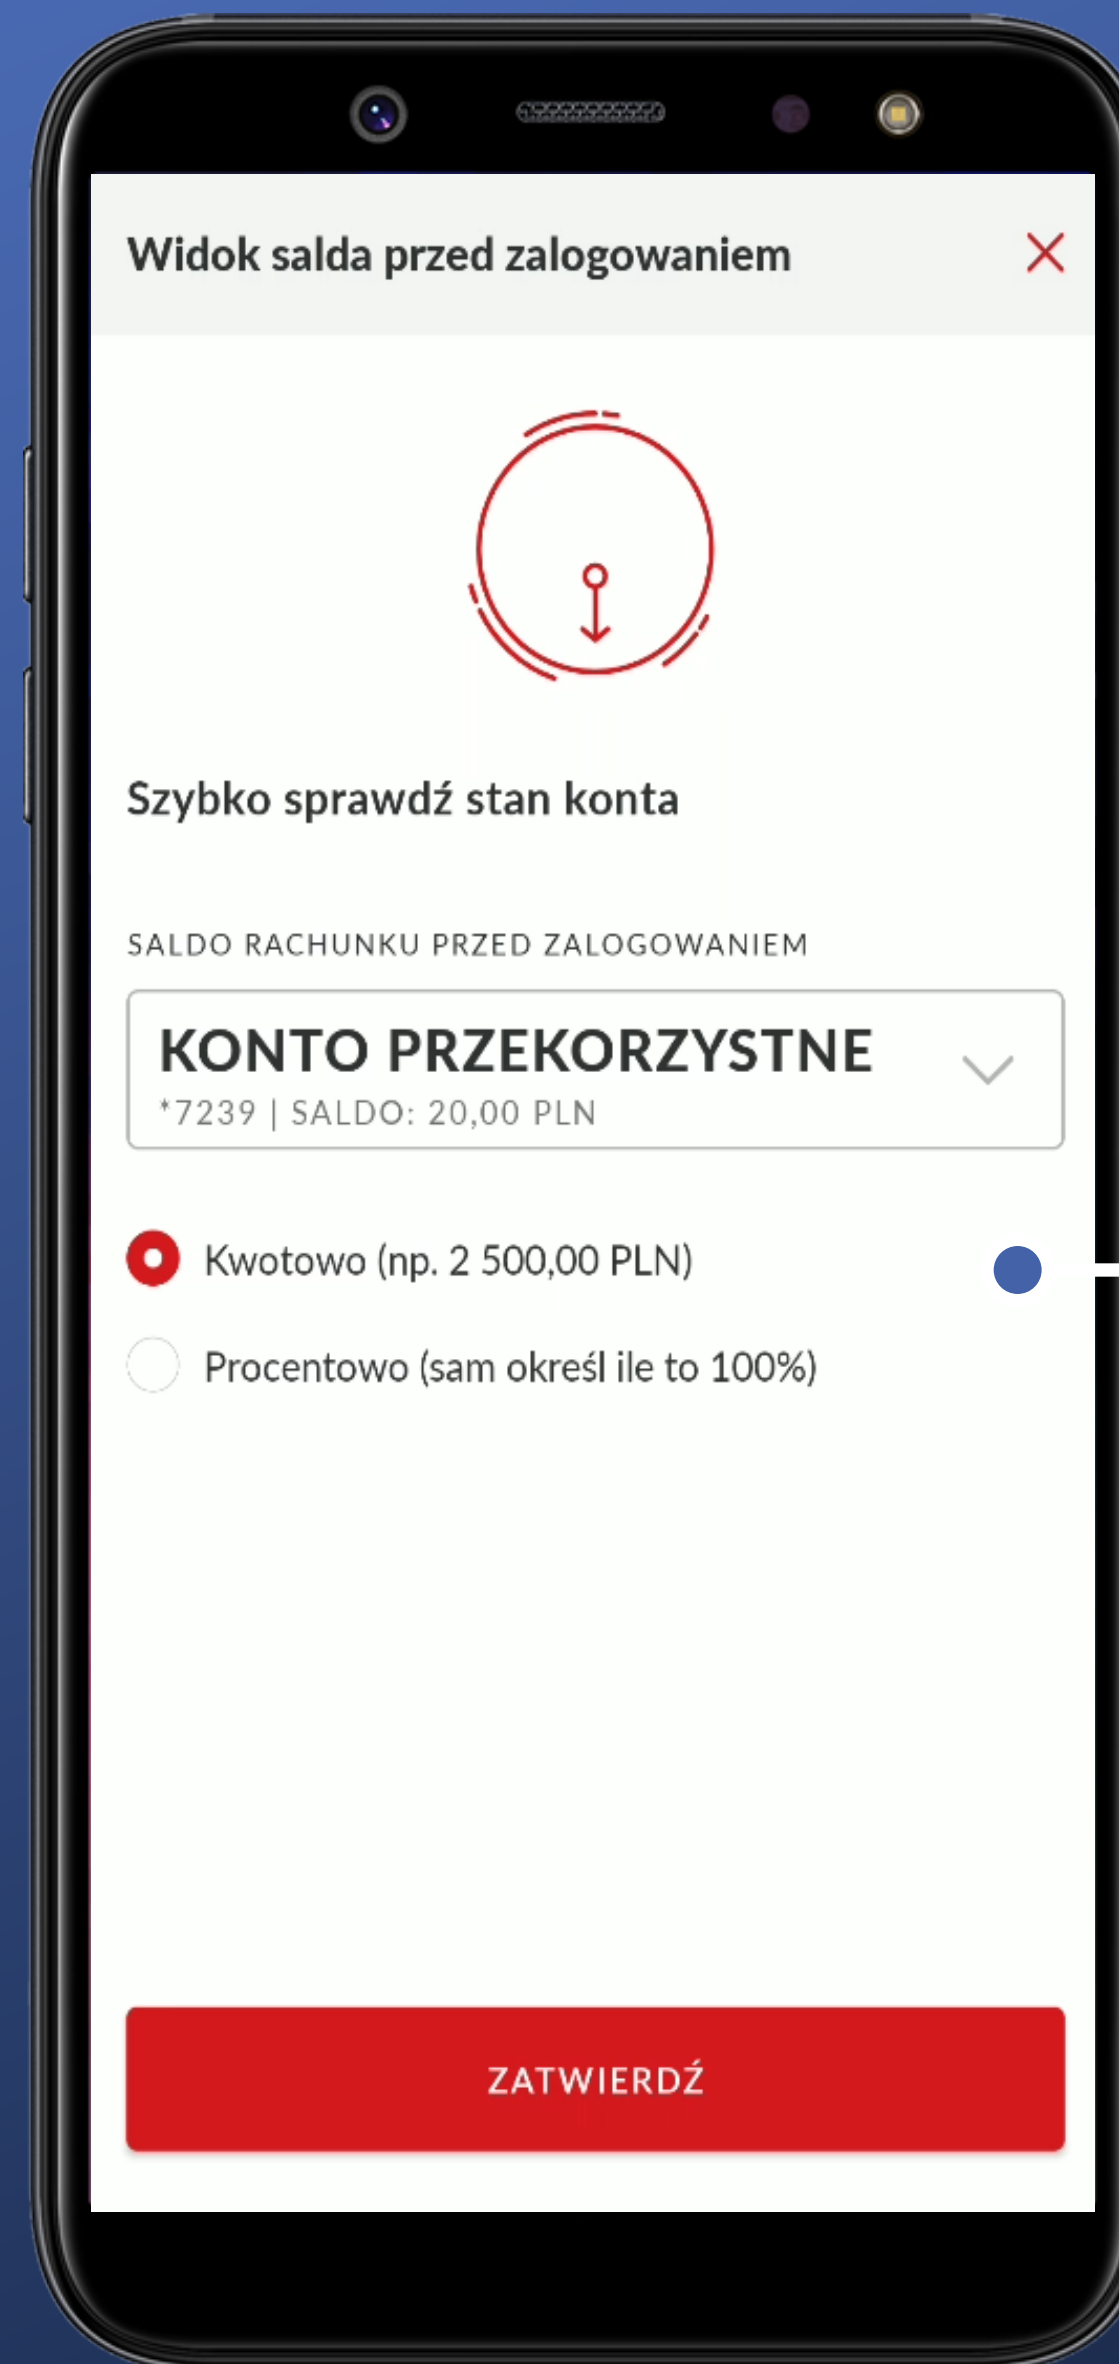 Widok salda przed zalogowaniem
Szybko sprawdź stan konta
SALDO RACHUNKU PRZED ZALOGOWANIEM
KONTO PRZEKORZYSTNE
*7239 | SALDO: 20,00 PLN
Kwotowo (np. 2 500,00 PLN)
Procentowo (sam określ ile to 100%)
ZATWIERDŹ